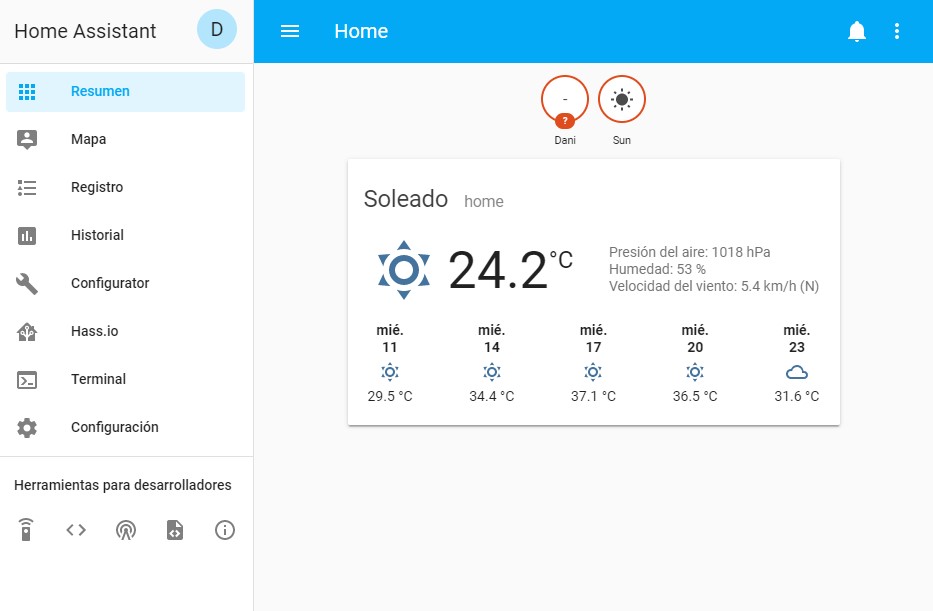 Home Assistant
D
Home
Resumen
Mapa
Registro
Historial
Configurator
Hass.io
Terminal
Configuración
Herramientas para desarrolladores
-
?
Dani
Sun
Soleado home
24.2 °C
Presión del aire: 1018 hPa
Humedad: 53 %
Velocidad del viento: 5.4 km/h (N)
mié. mié. mié. mié. mié.
11 14 17 20 23
29.5 °C 34.4 °C 37.1 °C 36.5 °C 31.6 °C